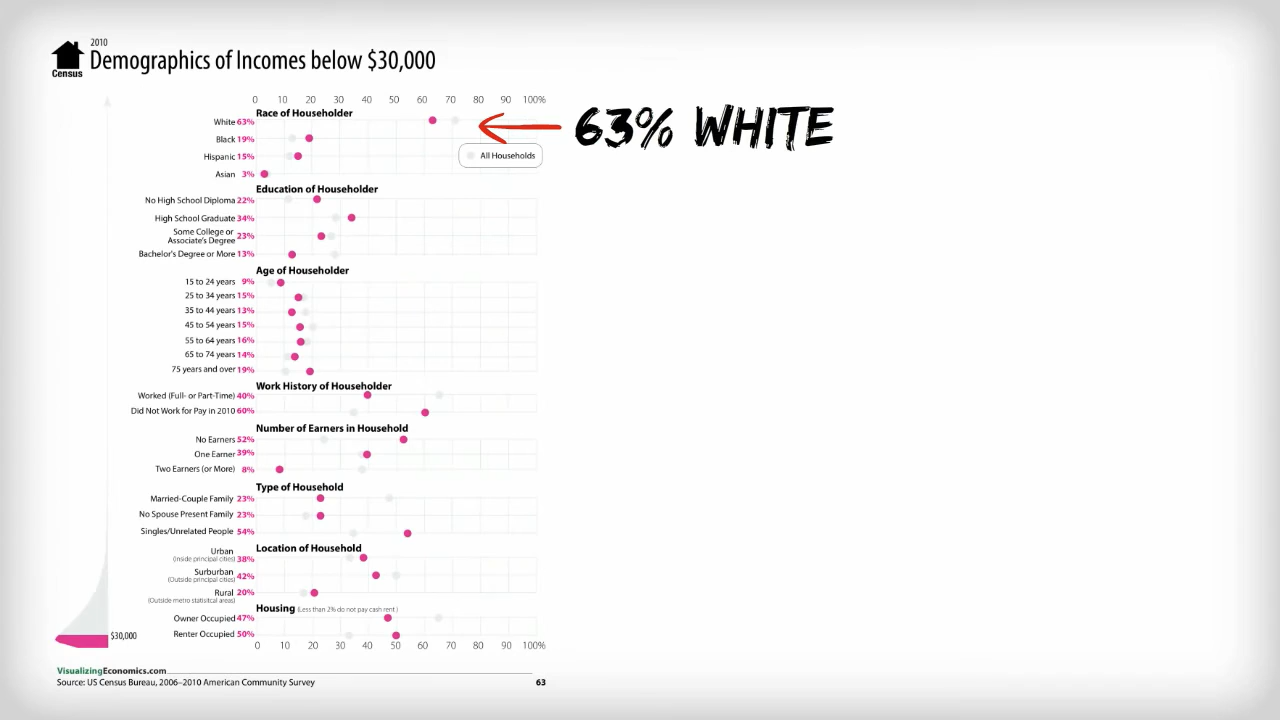 2010
Demographics of Incomes below $30,000
Census
63% WHITE
0 10 20 30 40 50 60 70 80 90 100%
Race of Householder
White 63%
Black 19%
Hispanic 15%
All Households
Asian 3%
Education of Householder
No High School Diploma 22%
High School Graduate 34%
Some College or
Associate's Degree 23%
Bachelor's Degree or More 13%
Age of Householder
15 to 24 years 9%
25 to 34 years 15%
35 to 44 years 13%
45 to 54 years 15%
55 to 64 years 16%
65 to 74 years 14%
75 years and over 19%
Work History of Householder
Worked (Full- or Part-Time) 40%
Did Not Work for Pay in 2010 60%
Number of Earners in Household
No Earners 52%
One Earner 39%
Two Earners (or More) 8%
Type of Household
Married-Couple Family 23%
No Spouse Present Family 23%
Singles/Unrelated People 54%
Location of Household
Urban
(Inside principal cities) 38%
Surburban 42%
(Outside principal cities)
Rural 20%
(Outside metro statisitcal areas)
Housing (Less than 2% do not pay cash rent )
Owner Occupied 47%
Renter Occupied 50%
$30,000
0 10 20 30 40 50 60 70 80 90 100%
VisualizingEconomics.com
Source: US Census Bureau, 2006–2010 American Community Survey
63